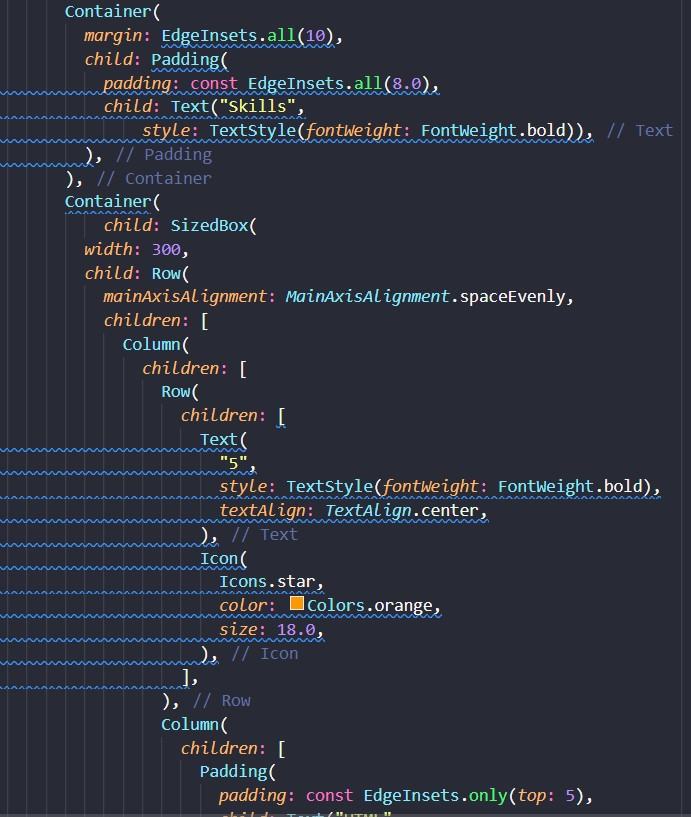 Container(
margin: EdgeInsets.all(10),
child: Padding(
padding: const EdgeInsets.all(8.0),
child: Text("Skills",
style: TextStyle(fontWeight: FontWeight.bold)), // Text
), // Padding
), // Container
Container(
child: SizedBox(
width: 300,
child: Row(
mainAxisAlignment: MainAxisAlignment.spaceEvenly,
children: [
Column(
children: [
Row(
children: [
Text(
"5",
style: TextStyle(fontWeight: FontWeight.bold),
textAlign: TextAlign.center,
), // Text
Icon(
Icons.star,
color: Colors.orange,
size: 18.0,
), // Icon
],
), // Row
Column(
children: [
Padding(
padding: const EdgeInsets.only(top: 5),
child: Text("HTML",